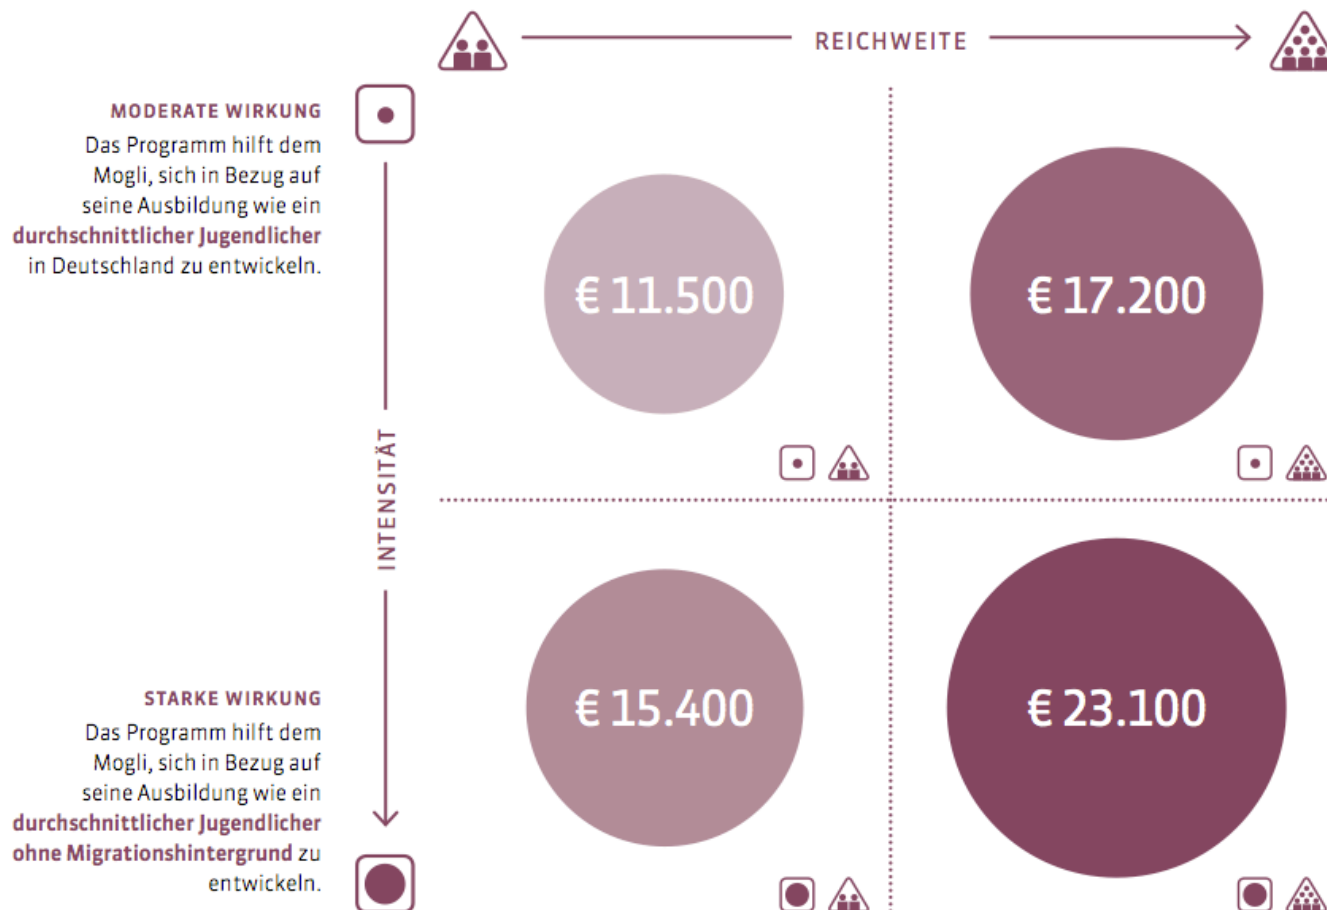 REICHWEITE
MODERATE WIRKUNG
Das Programm hilft dem
Mogli, sich in Bezug auf
seine Ausbildung wie ein
durchschnittlicher Jugendlicher
in Deutschland zu entwickeln.
€ 11.500
€ 17.200
INTENSITÄT
STARKE WIRKUNG
Das Programm hilft dem
Mogli, sich in Bezug auf
seine Ausbildung wie ein
durchschnittlicher Jugendlicher
ohne Migrationshintergrund zu
entwickeln.
€ 15.400
€ 23.100